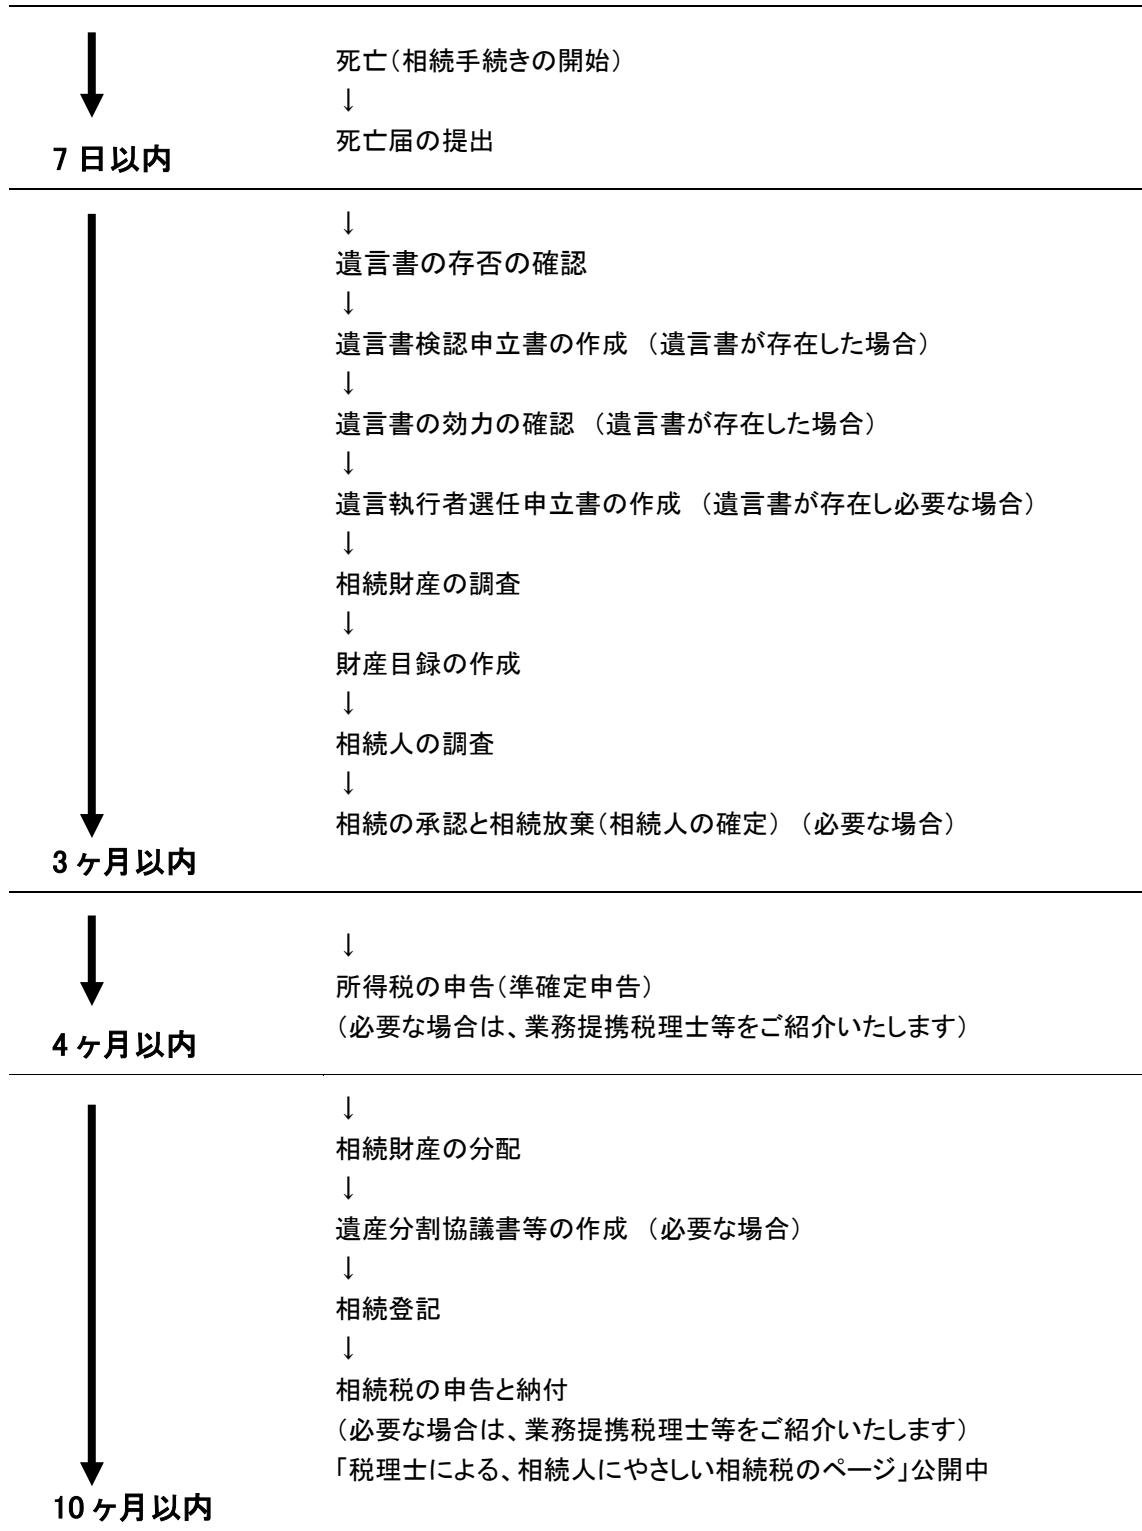 死亡（相続手続きの開始）
↓
死亡届の提出
7 日以内
↓
遺言書の存否の確認
↓
遺言書検認申立書の作成　（遺言書が存在した場合）
↓
遺言書の効力の確認　（遺言書が存在した場合）
↓
遺言執行者選任申立書の作成　（遺言書が存在し必要な場合）
↓
相続財産の調査
↓
財産目録の作成
↓
相続人の調査
↓
相続の承認と相続放棄（相続人の確定）　（必要な場合）
3 ヶ月以内
↓
所得税の申告（準確定申告）
（必要な場合は、業務提携税理士等をご紹介いたします）
4 ヶ月以内
↓
相続財産の分配
↓
遺産分割協議書等の作成　（必要な場合）
↓
相続登記
↓
相続税の申告と納付
（必要な場合は、業務提携税理士等をご紹介いたします）
「税理士による、相続人にやさしい相続税のページ」公開中
10 ヶ月以内